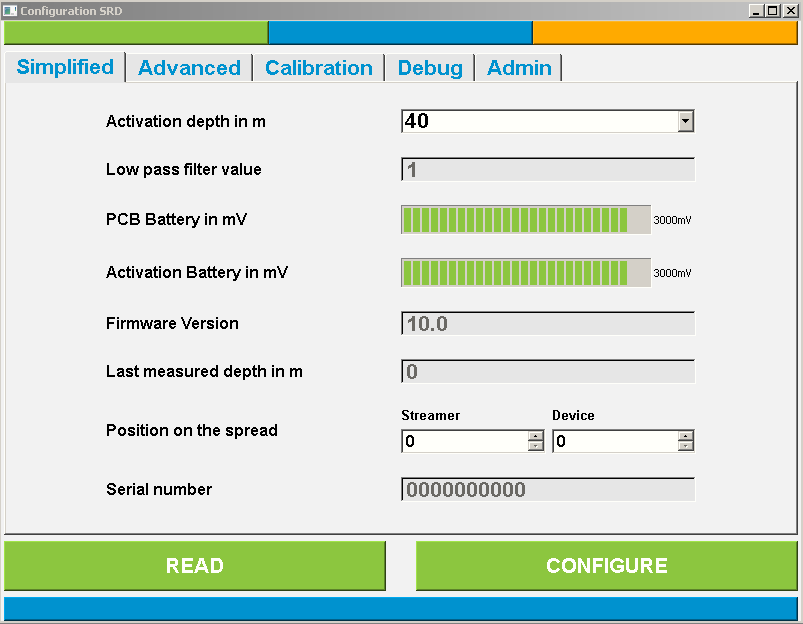 Configuration SRD
Simplified Advanced Calibration Debug Admin
Activation depth in m 40
Low pass filter value 1
PCB Battery in mV 3000mV
Activation Battery in mV 3000mV
Firmware Version 10.0
Last measured depth in m 0
Streamer Device
Position on the spread 0 0
Serial number 0000000000
READ CONFIGURE